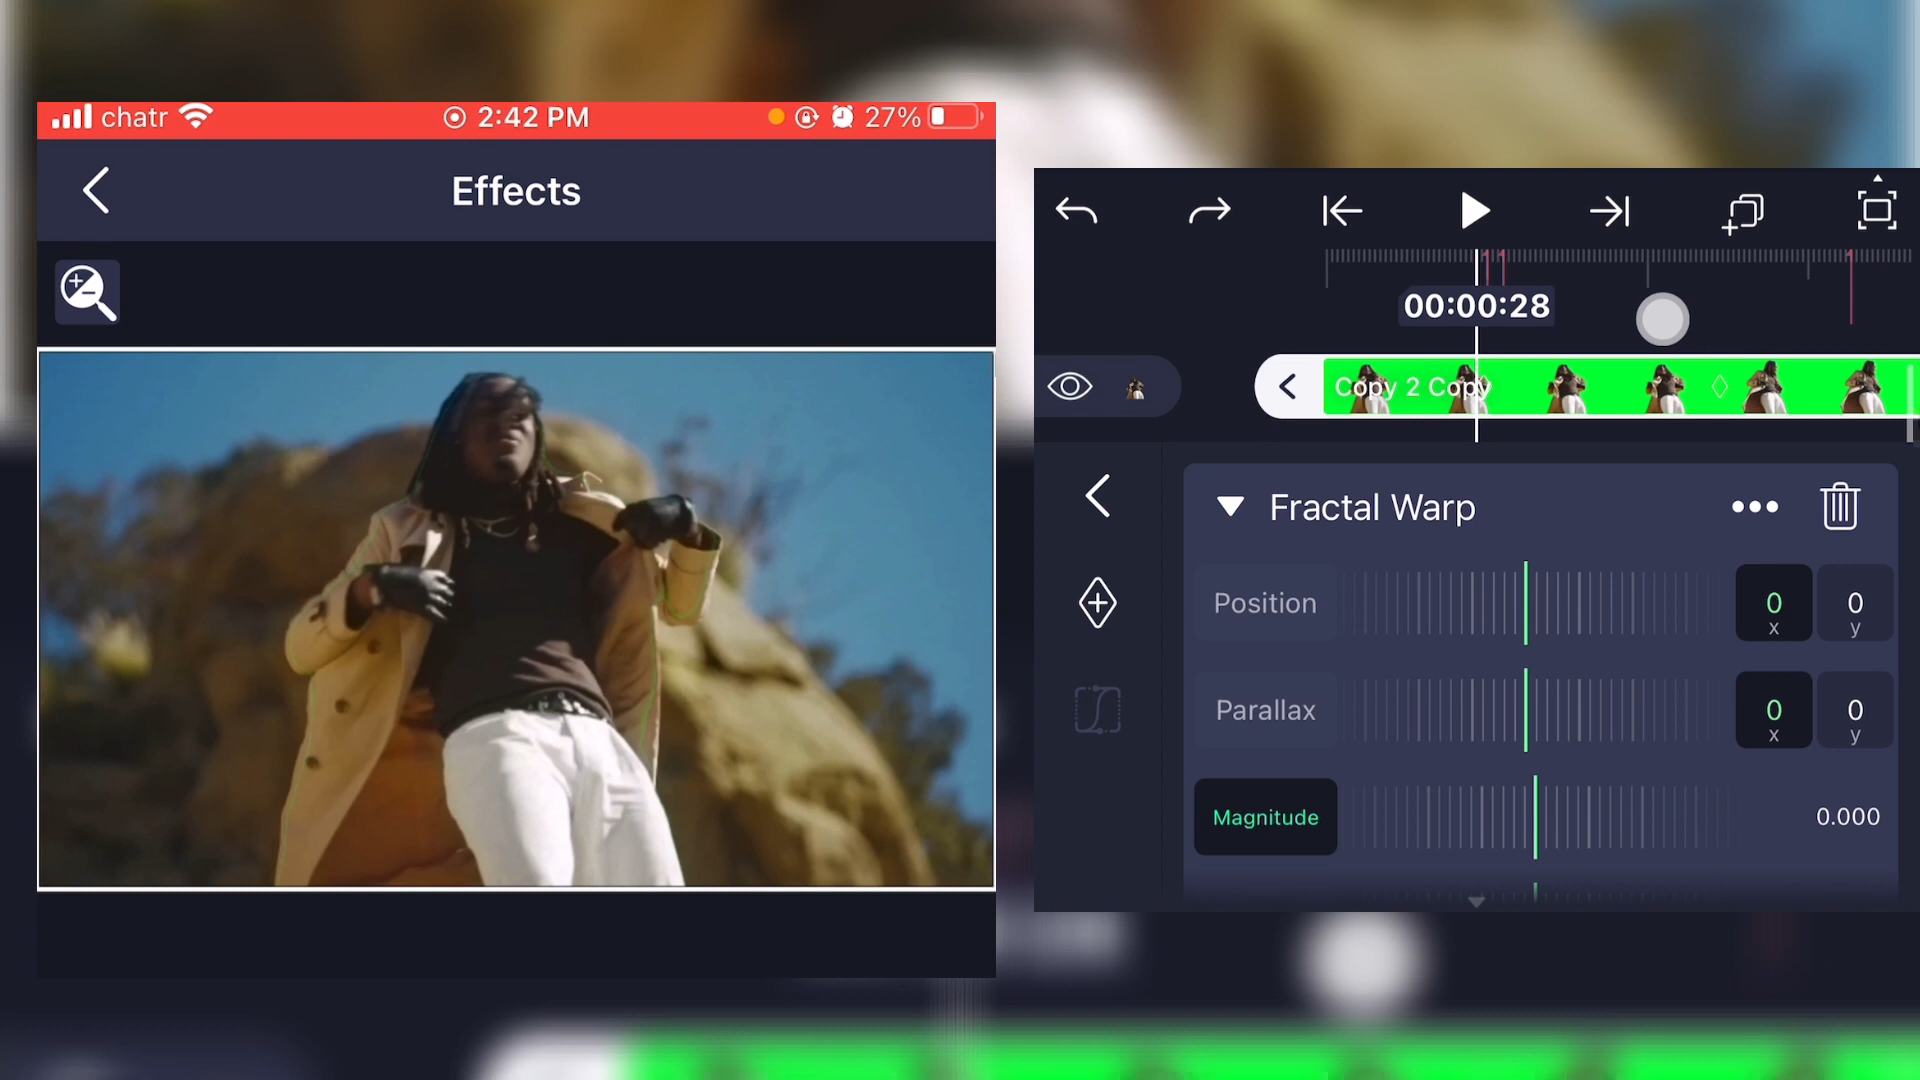 chatr
2:42 PM
27%
Effects
00:00:28
Copy 2 Copy
Fractal Warp
Position
0
x
0
y
Parallax
0
x
0
y
Magnitude
0.000